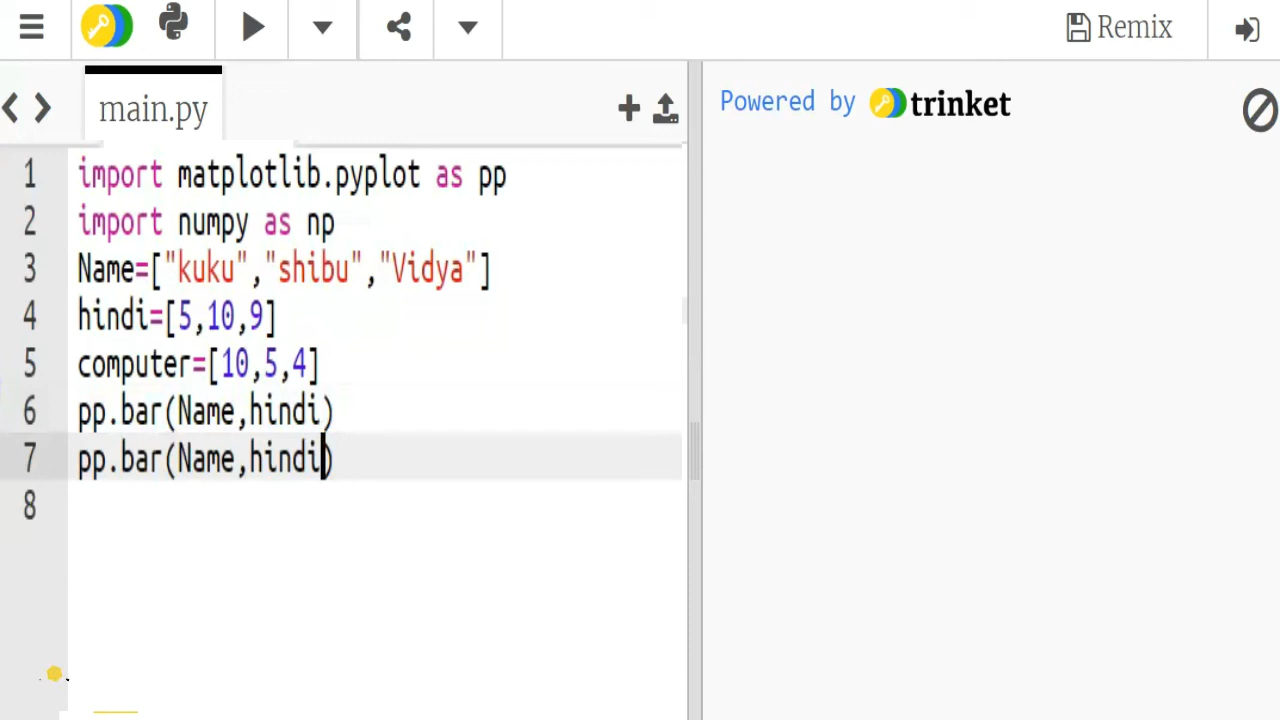 Remix
main.py
Powered by trinket
1 import matplotlib.pyplot as pp
2 import numpy as np
3 Name=["kuku","shibu","Vidya"]
4 hindi=[5,10,9]
5 computer=[10,5,4]
6 pp.bar(Name,hindi)
7 pp.bar(Name,hindi)
8